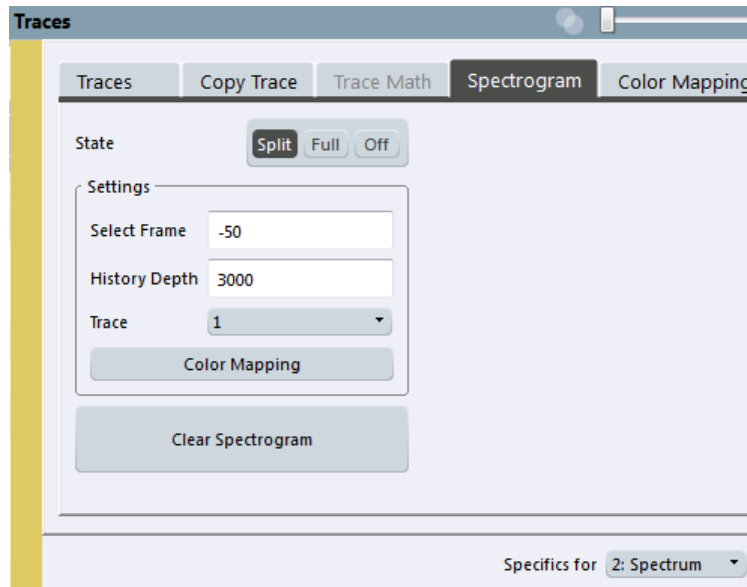 Traces
Traces Copy Trace Trace Math Spectrogram Color Mapping
State Split Full Off
Settings
Select Frame -50
History Depth 3000
Trace 1
Color Mapping
Clear Spectrogram
Specifics for 2: Spectrum